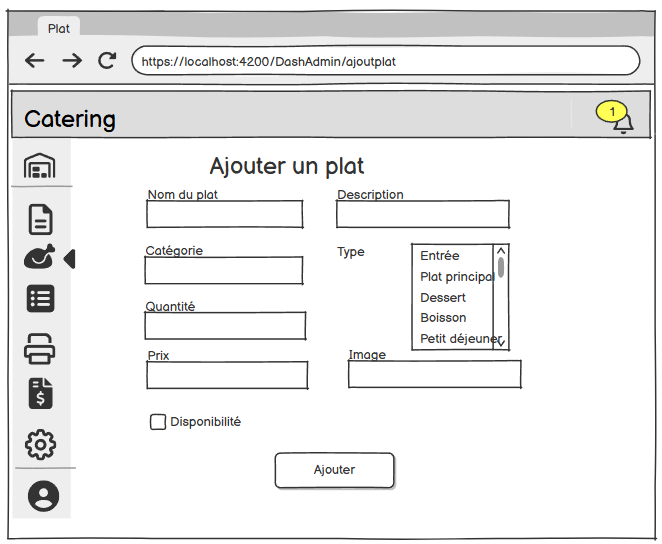 Plat
https://localhost:4200/DashAdmin/ajoutplat
Catering
1
Ajouter un plat
Nom du plat
Description
Catégorie
Type
Entrée
Plat principal
Dessert
Boisson
Petit déjeuner
Quantité
Prix
Image
Disponibilité
$
Ajouter